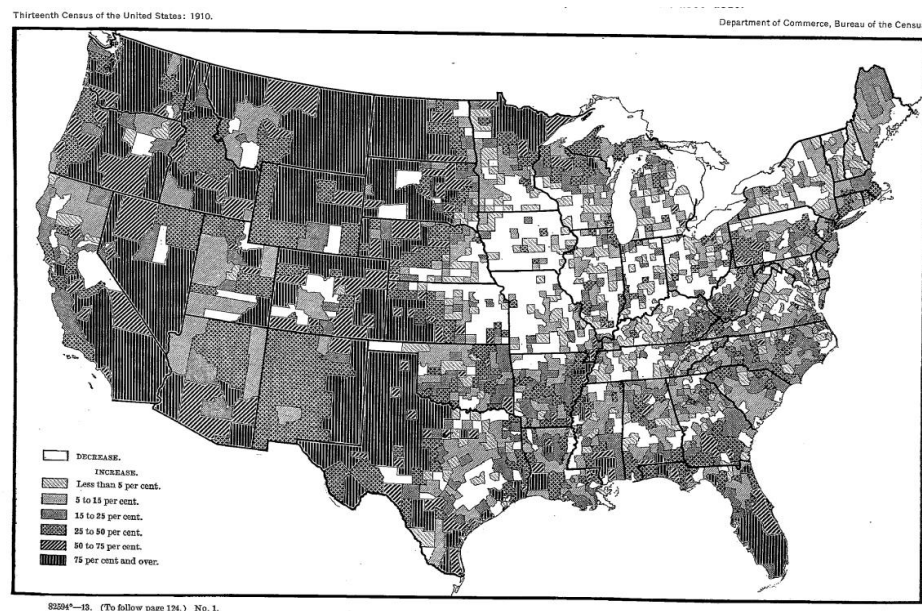 Thirteenth Census of the United States: 1910.
Department of Commerce, Bureau of the Census
DECREASE.
INCREASE.
Less than 5 per cent.
5 to 15 per cent.
15 to 25 per cent.
25 to 50 per cent.
50 to 75 per cent.
75 per cent and over.
82594°—13. (To follow page 124.) No. 1.